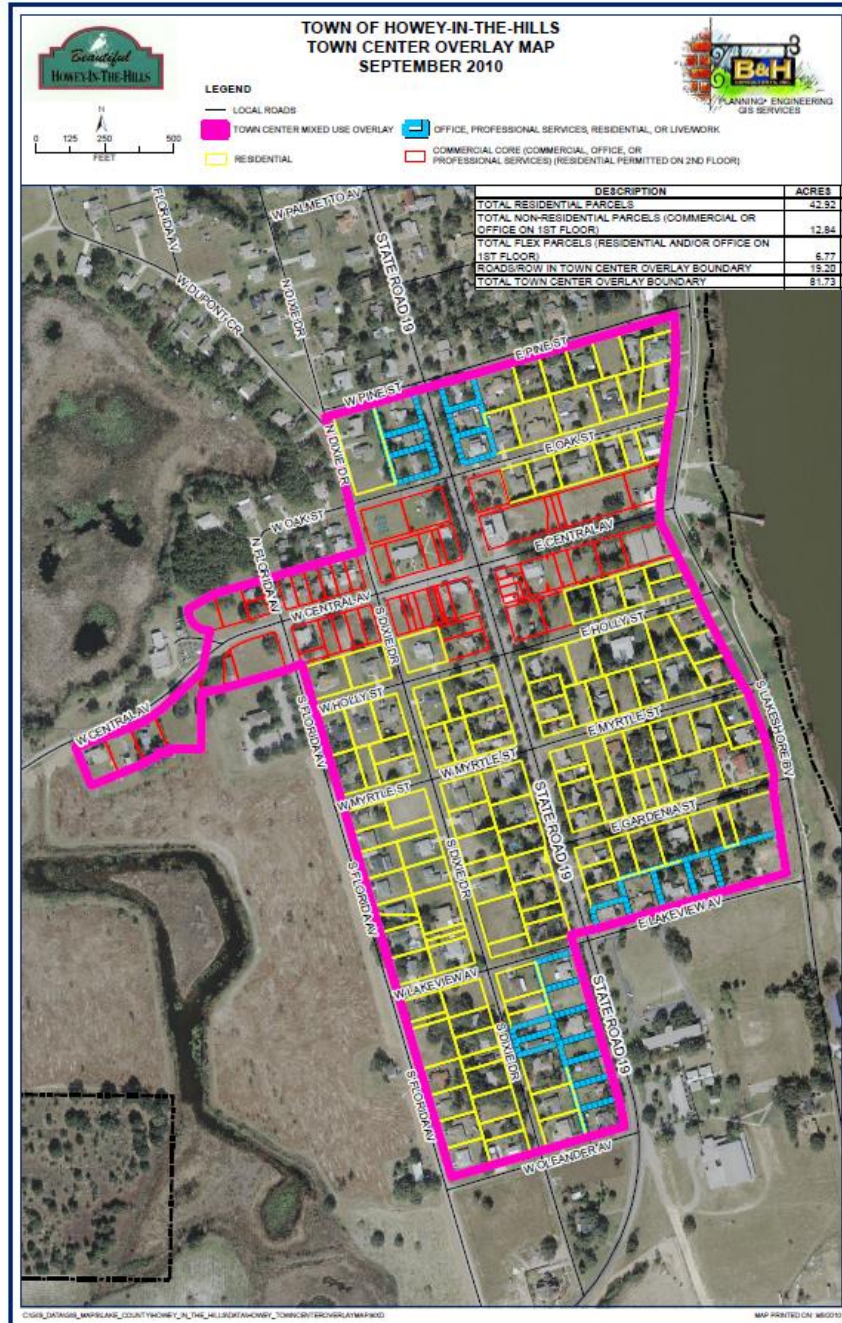 TOWN OF HOWEY-IN-THE-HILLS
TOWN CENTER OVERLAY MAP
SEPTEMBER 2010
Beautiful
HOWEY-IN-THE-HILLS
B&H
PLANNING• ENGINEERING
GIS SERVICES
N
0 125 250 500
FEET
LEGEND
LOCAL ROADS
TOWN CENTER MIXED USE OVERLAY
OFFICE, PROFESSIONAL SERVICES, RESIDENTIAL, OR LIVE/WORK
RESIDENTIAL
COMMERCIAL CORE (COMMERCIAL, OFFICE, OR
PROFESSIONAL SERVICES) (RESIDENTIAL PERMITTED ON 2ND FLOOR)
DESCRIPTION ACRES
TOTAL RESIDENTIAL PARCELS 42.92
TOTAL NON-RESIDENTIAL PARCELS (COMMERCIAL OR
OFFICE ON 1ST FLOOR) 12.84
TOTAL FLEX PARCELS (RESIDENTIAL AND/OR OFFICE ON
1ST FLOOR) 6.77
ROADS/ROW IN TOWN CENTER OVERLAY BOUNDARY 19.20
TOTAL TOWN CENTER OVERLAY BOUNDARY 81.73
FLORIDA AV
W PALMETTO AV
STATE ROAD 19
W DUPONT CR
N DIXIE DR
E PINE ST
W PINE ST
N DIXIE DR
E OAK ST
W OAK ST
N FLORIDA AV
E CENTRAL AV
W CENTRAL AV
S DIXIE DR
E HOLLY ST
W HOLLY ST
W CENTRAL AV
S FLORIDA AV
S LAKESHORE BV
E MYRTLE ST
W MYRTLE ST
W MYRTLE ST
STATE ROAD 19
E GARDENIA ST
S DIXIE DR
S FLORIDA AV
E LAKEVIEW AV
W LAKEVIEW AV
STATE ROAD 19
S DIXIE DR
S FLORIDA AV
W OLEANDER AV
MAP PRINTED ON: